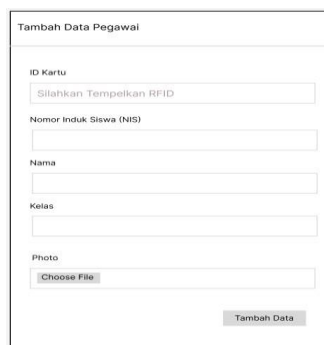 Tambah Data Pegawai
ID Kartu
Silahkan Tempelkan RFID
Nomor Induk Siswa (NIS)
Nama
Kelas
Photo
Choose File
Tambah Data